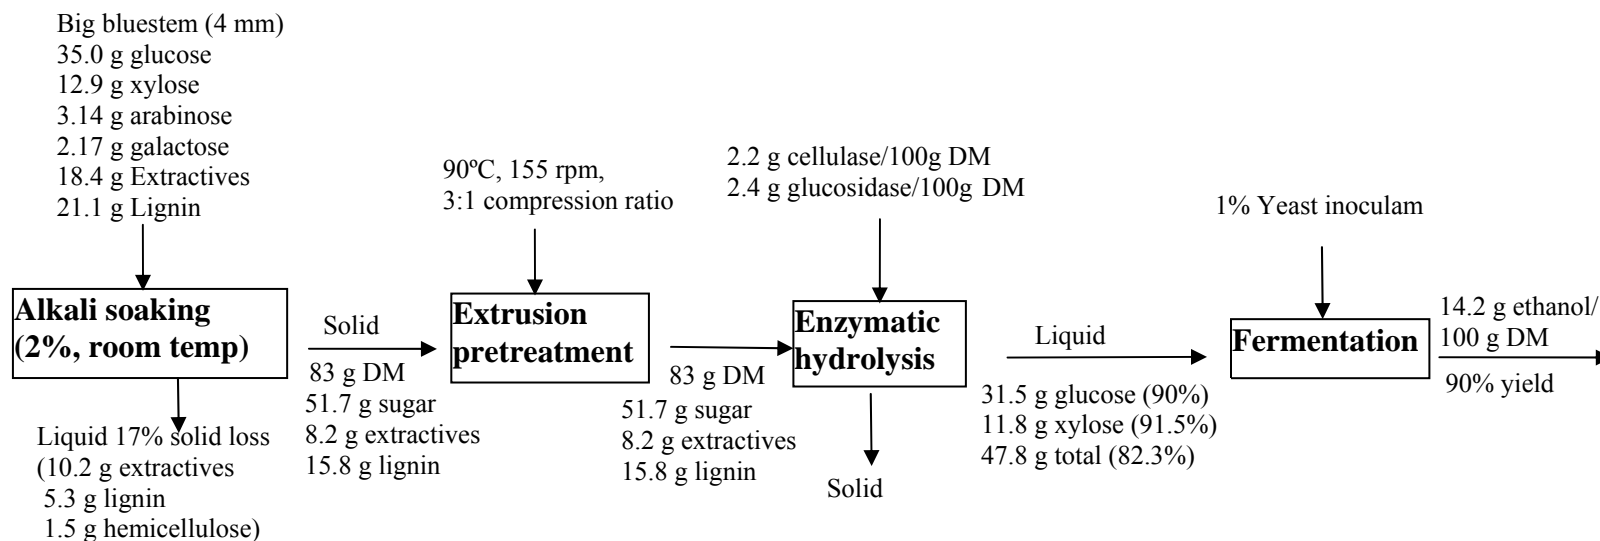 Big bluestem (4 mm)
35.0 g glucose
12.9 g xylose
3.14 g arabinose
2.17 g galactose
18.4 g Extractives
21.1 g Lignin
Alkali soaking
(2%, room temp)
Liquid 17% solid loss
(10.2 g extractives
5.3 g lignin
1.5 g hemicellulose)
Solid
83 g DM
51.7 g sugar
8.2 g extractives
15.8 g lignin
90ºC, 155 rpm,
3:1 compression ratio
Extrusion
pretreatment
83 g DM
51.7 g sugar
8.2 g extractives
15.8 g lignin
2.2 g cellulase/100g DM
2.4 g glucosidase/100g DM
Enzymatic
hydrolysis
Solid
Liquid
31.5 g glucose (90%)
11.8 g xylose (91.5%)
47.8 g total (82.3%)
1% Yeast inoculam
Fermentation
14.2 g ethanol/
100 g DM
90% yield